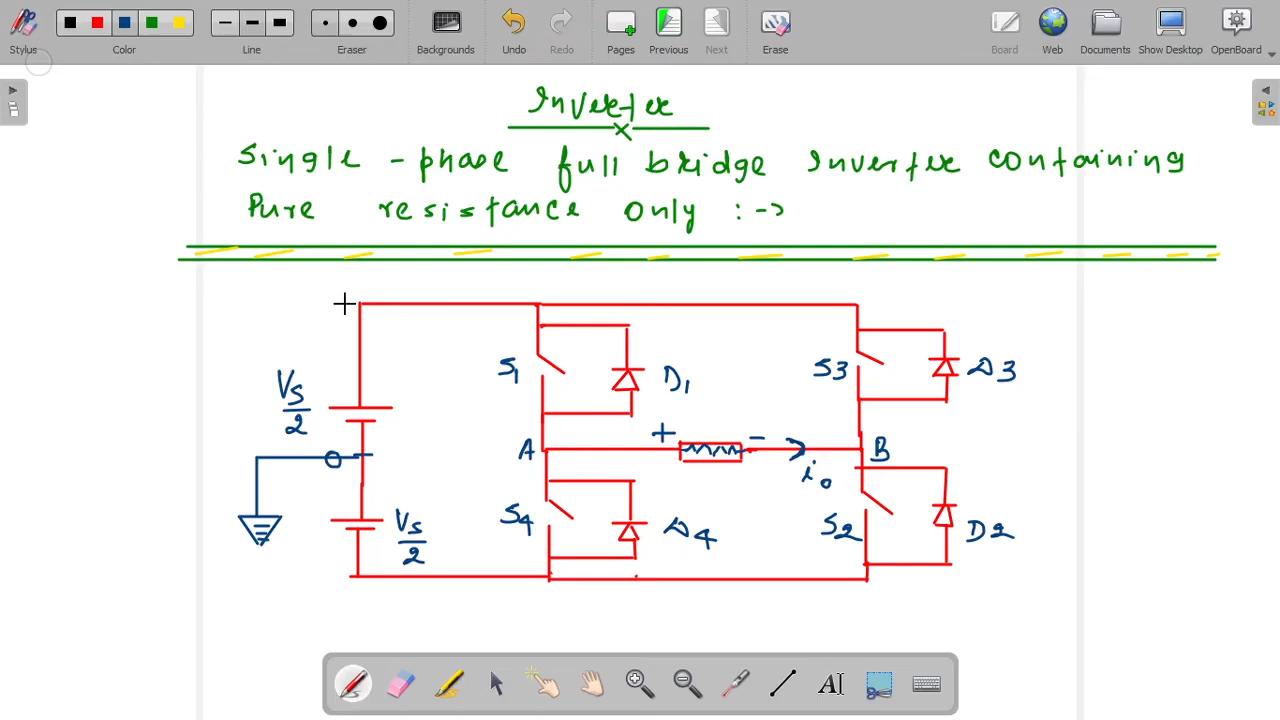 Stylus Color Line Eraser Backgrounds Undo Redo Pages Previous Next Erase Board Web Documents Show Desktop OpenBoard
Inverter
Single - phase full bridge Inverter containing
Pure resistance only :->
S1 D1 S3 D3
Vs/2
A + - B
O i0
S4 D4 S2 D2
Vs/2